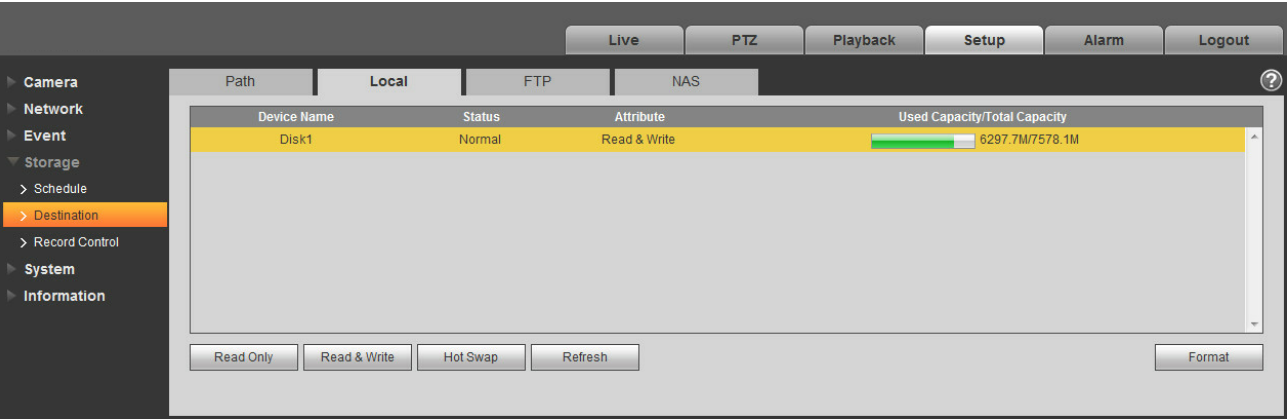 Live PTZ Playback Setup Alarm Logout
Camera
Network
Event
Storage
Schedule
Destination
Record Control
System
Information
Path Local FTP NAS
?
Device Name Status Attribute Used Capacity/Total Capacity
Disk1 Normal Read & Write 6297.7M/7578.1M
Read Only Read & Write Hot Swap Refresh Format